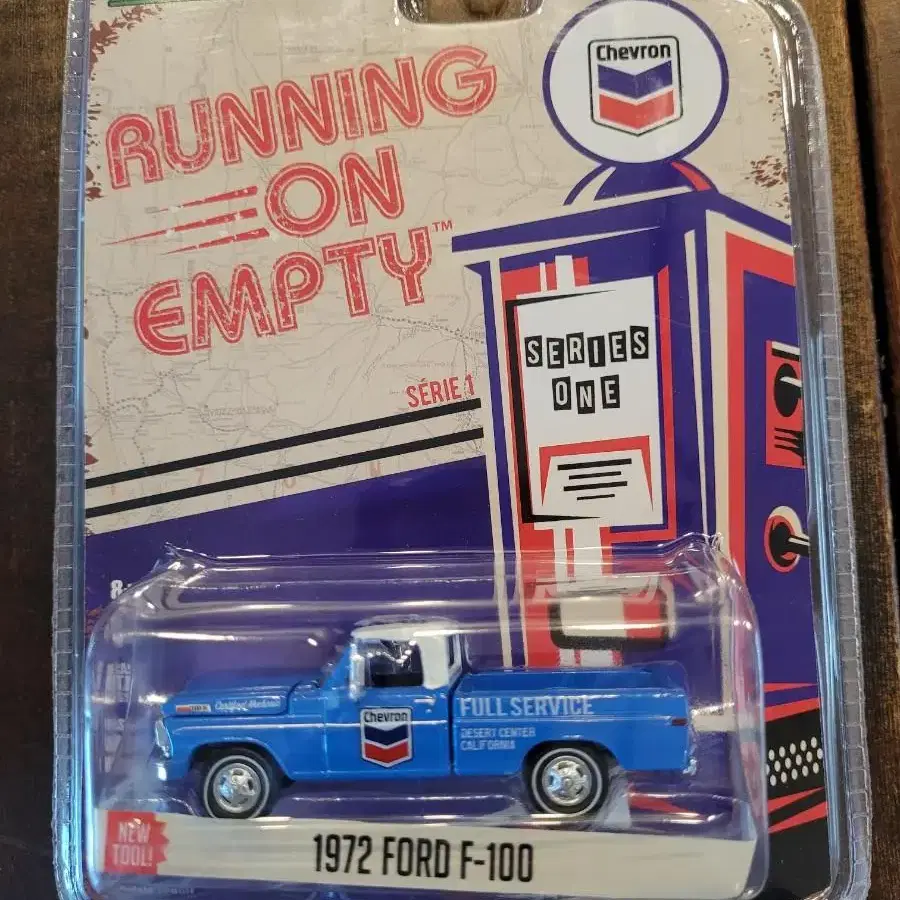 Chevron
RUNNING
ON
EMPTY™
SERIES
ONE
SÉRIE 1
Chevron
FULL SERVICE
DESERT CENTER
CALIFORNIA
NEW
TOOL!
1972 FORD F-100